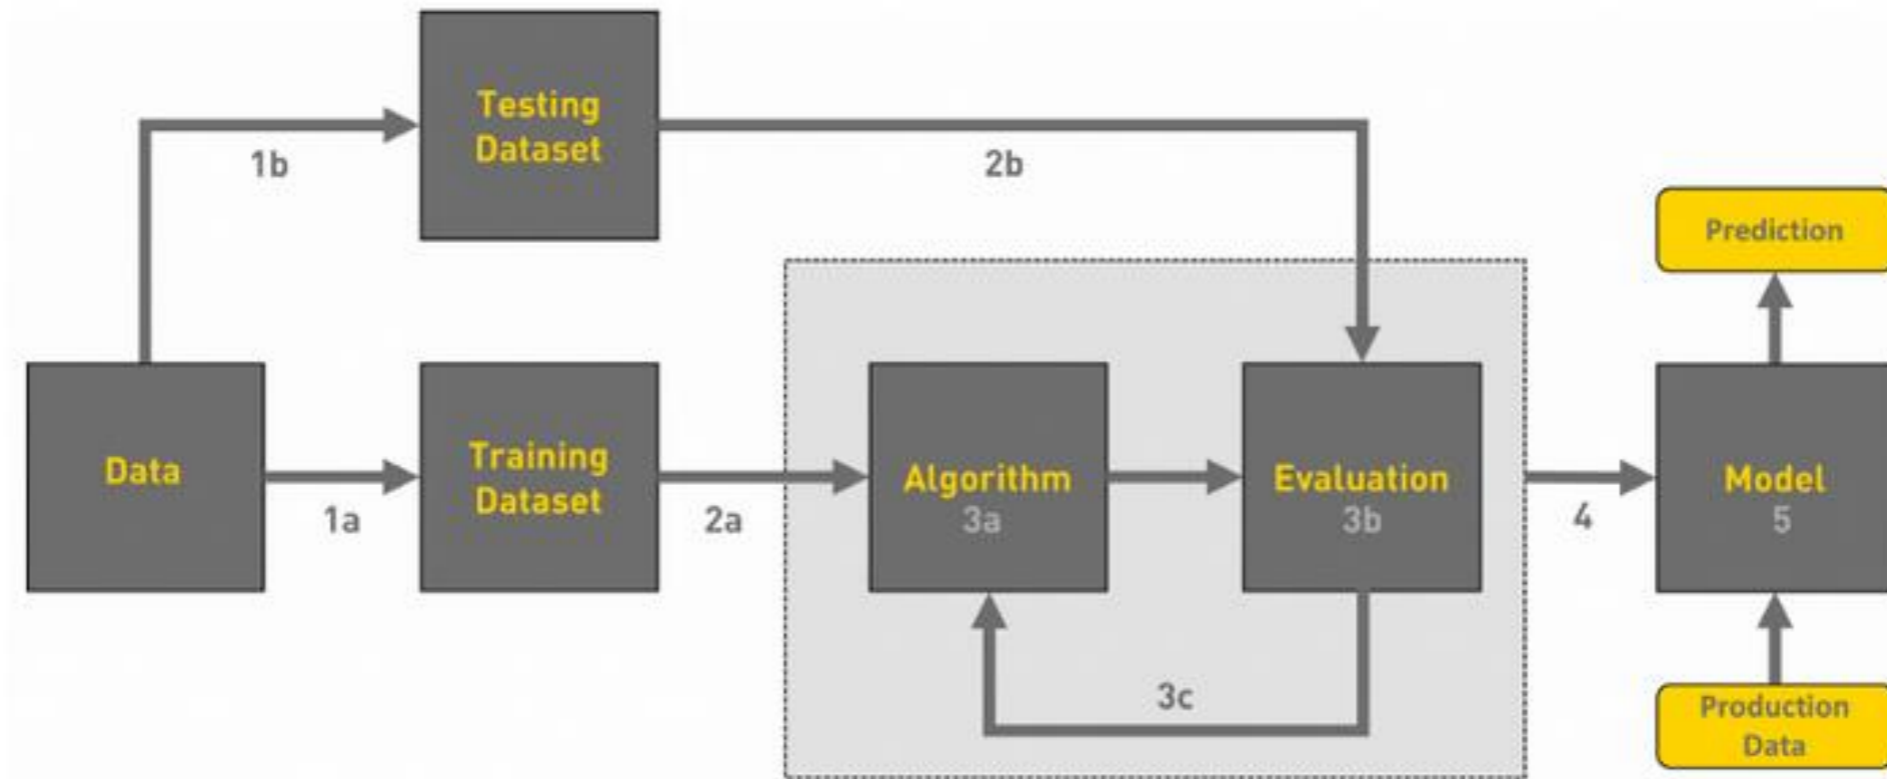 Testing
Dataset
1b
2b
Prediction
Data
Training
Dataset
Algorithm
3a
Evaluation
3b
Model
5
1a
2a
4
3c
Production
Data